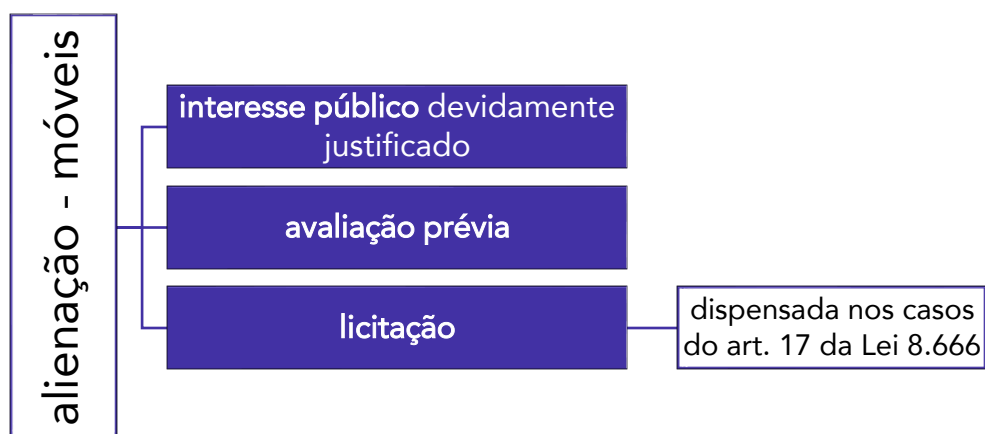 alienação - móveis
interesse público devidamente
justificado
avaliação prévia
licitação
dispensada nos casos
do art. 17 da Lei 8.666